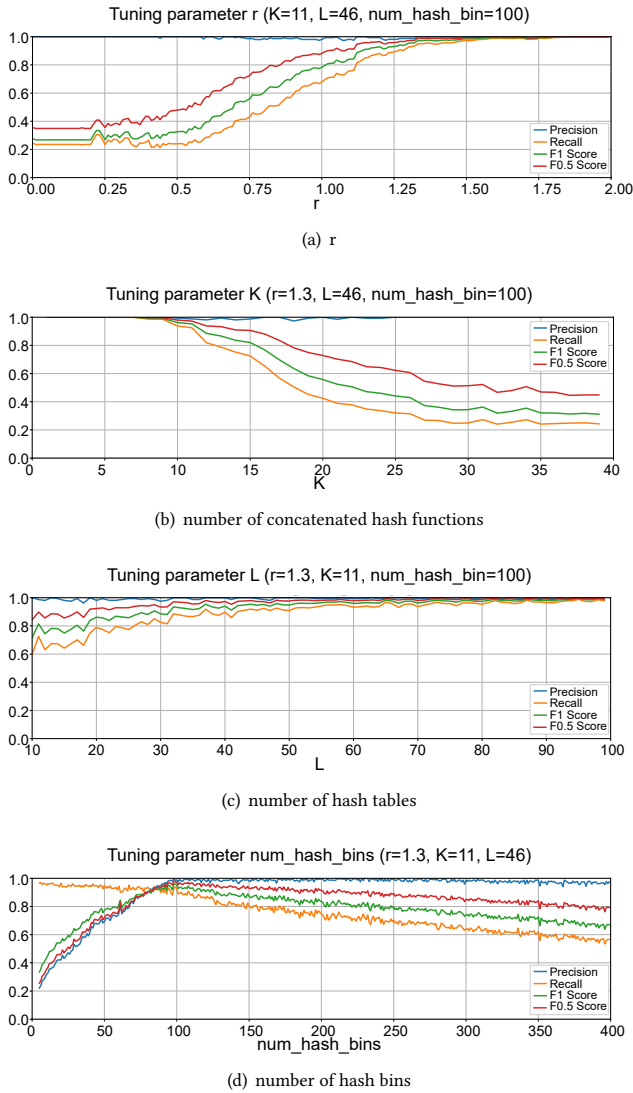 Tuning parameter r (K=11, L=46, num_hash_bin=100)
1.0
0.8
0.6
0.4
0.2
0.0
Precision
Recall
F1 Score
F0.5 Score
0.00 0.25 0.5 0.75 1.00 1.25 1.50 1.75 2.00
r
(a) r
Tuning parameter K (r=1.3, L=46, num_hash_bin=100)
1.0
0.8
0.6
0.4
0.2
0.0
Precision
Recall
F1 Score
F0.5 Score
0 5 10 15 20 25 30 35 40
K
(b) number of concatenated hash functions
Tuning parameter L (r=1.3, K=11, num_hash_bin=100)
1.0
0.8
0.6
0.4
0.2
0.0
Precision
Recall
F1 Score
F0.5 Score
10 20 30 40 50 60 70 80 90 100
L
(c) number of hash tables
Tuning parameter num_hash_bins (r=1.3, K=11, L=46)
1.0
0.8
0.6
0.4
0.2
0.0
Precision
Recall
F1 Score
F0.5 Score
0 50 100 150 200 250 300 350 400
num_hash_bins
(d) number of hash bins